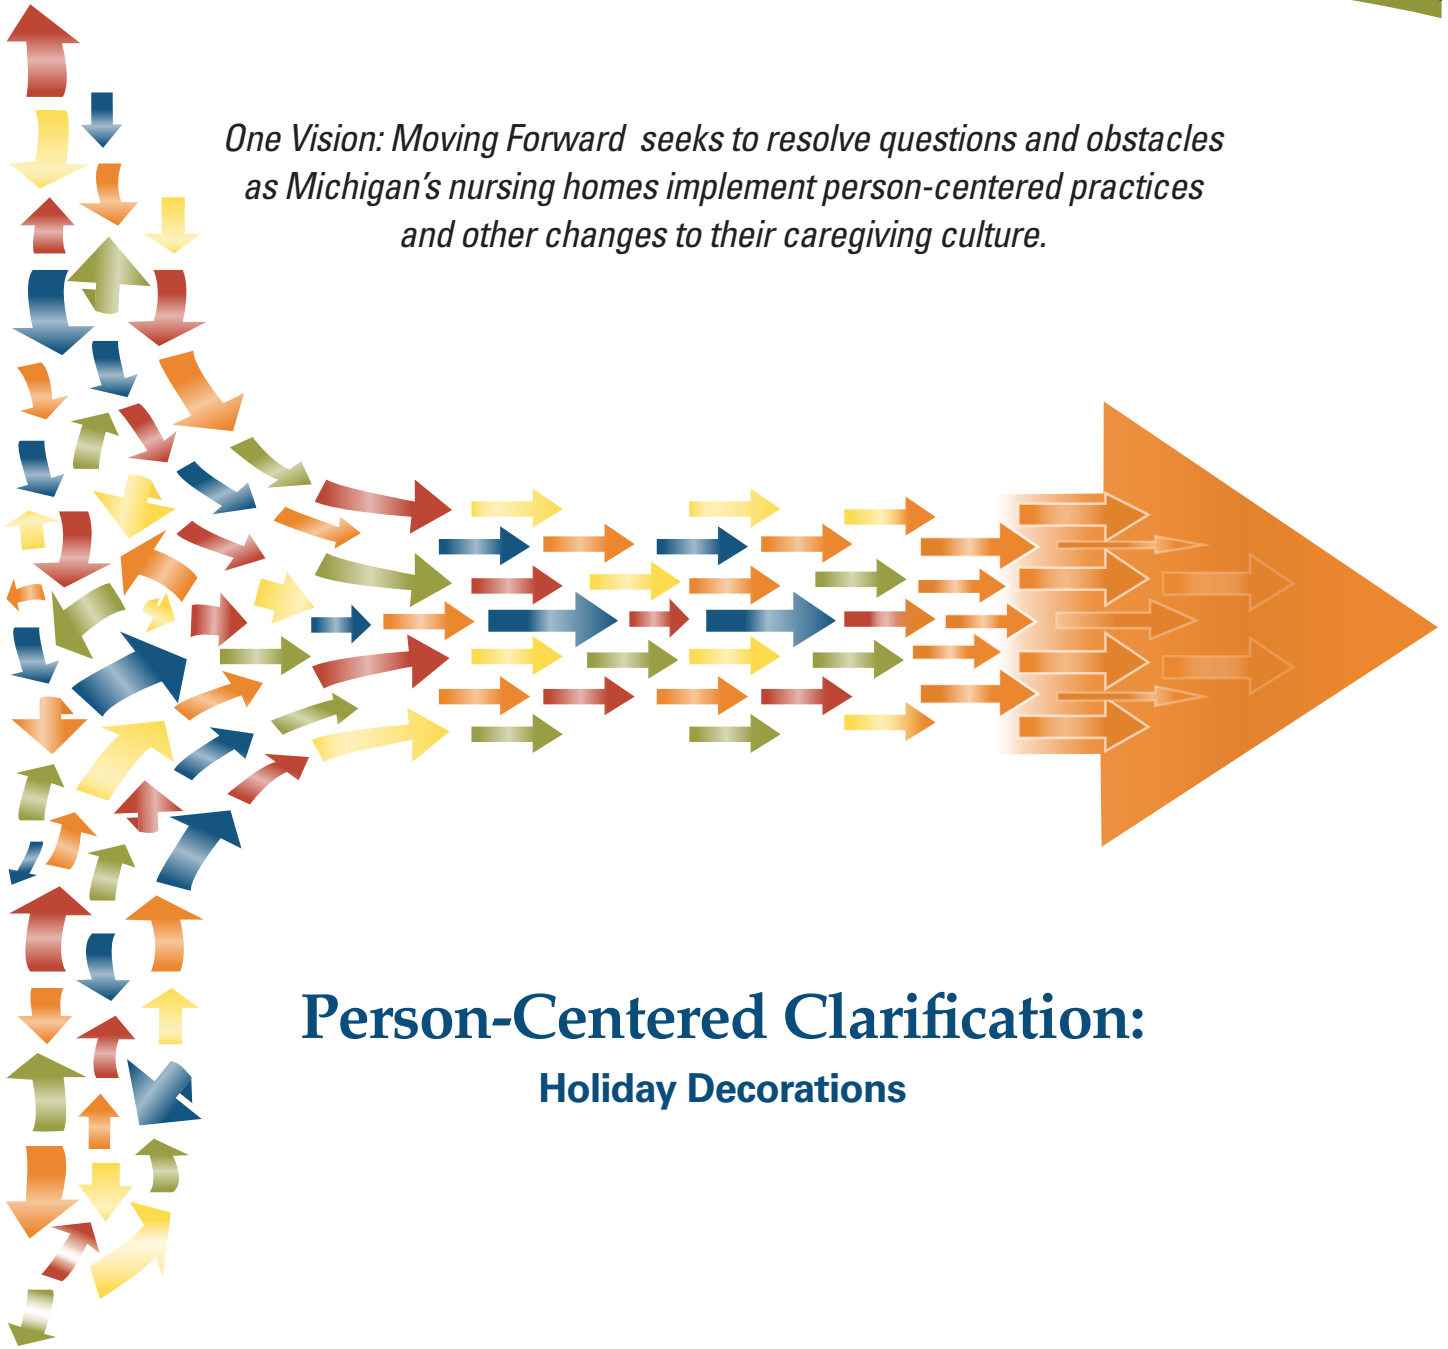 One Vision: Moving Forward seeks to resolve questions and obstacles
as Michigan's nursing homes implement person-centered practices
and other changes to their caregiving culture.
Person-Centered Clarification:
Holiday Decorations